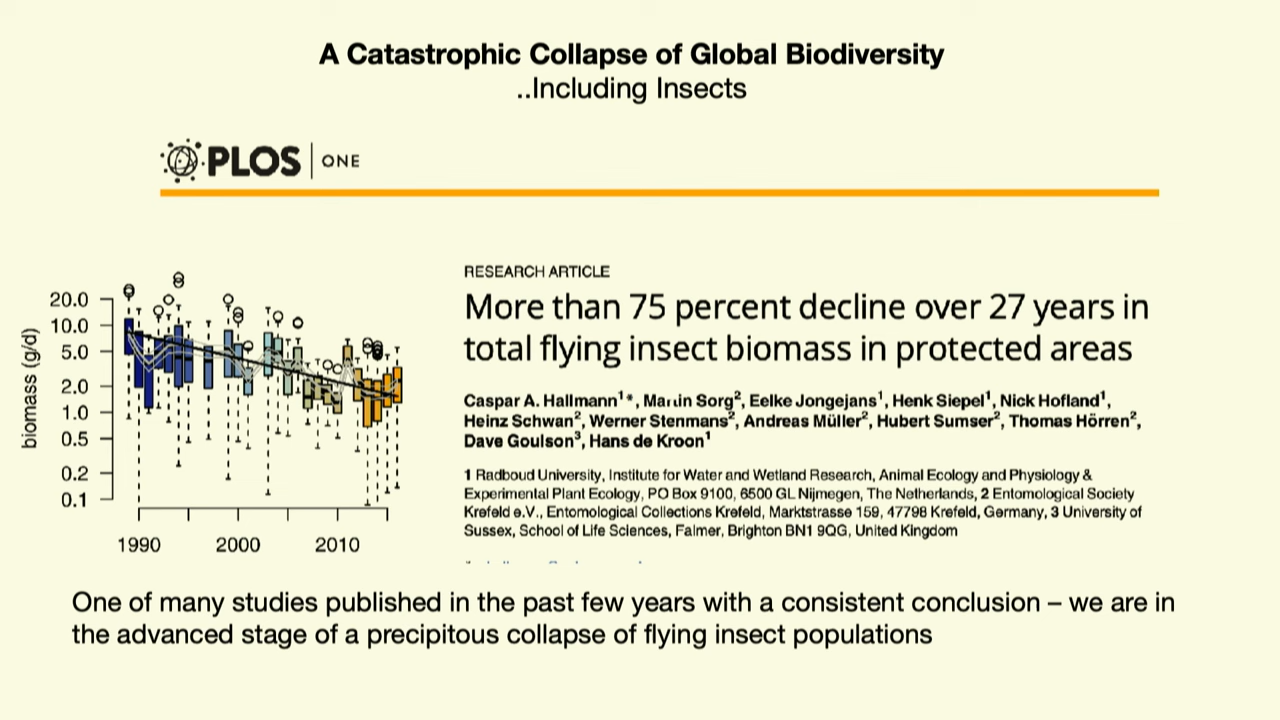 A Catastrophic Collapse of Global Biodiversity
..Including Insects
PLOS | ONE
RESEARCH ARTICLE
More than 75 percent decline over 27 years in
total flying insect biomass in protected areas
Caspar A. Hallmann¹*, Martin Sorg², Eelke Jongejans¹, Henk Siepel¹, Nick Hofland¹,
Heinz Schwan², Werner Stenmans², Andreas Müller², Hubert Sumser², Thomas Hörren²,
Dave Goulson³, Hans de Kroon¹
1 Radboud University, Institute for Water and Wetland Research, Animal Ecology and Physiology &
Experimental Plant Ecology, PO Box 9100, 6500 GL Nijmegen, The Netherlands, 2 Entomological Society
Krefeld e.V., Entomological Collections Krefeld, Marktstrasse 159, 47798 Krefeld, Germany, 3 University of
Sussex, School of Life Sciences, Falmer, Brighton BN1 9QG, United Kingdom
biomass (g/d)
20.0
10.0
5.0
2.0
1.0
0.5
0.2
0.1
1990 2000 2010
One of many studies published in the past few years with a consistent conclusion – we are in
the advanced stage of a precipitous collapse of flying insect populations